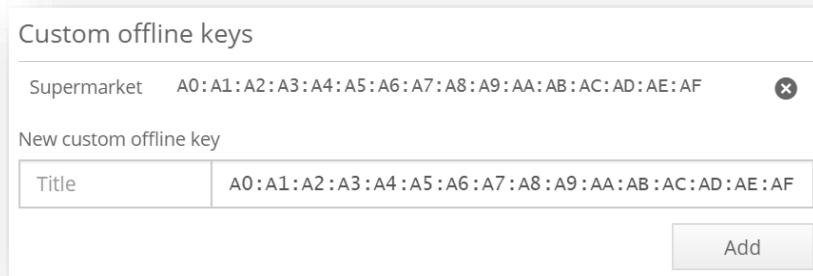 Custom offline keys
Supermarket A0:A1:A2:A3:A4:A5:A6:A7:A8:A9:AA:AB:AC:AD:AE:AF
New custom offline key
Title A0:A1:A2:A3:A4:A5:A6:A7:A8:A9:AA:AB:AC:AD:AE:AF
Add